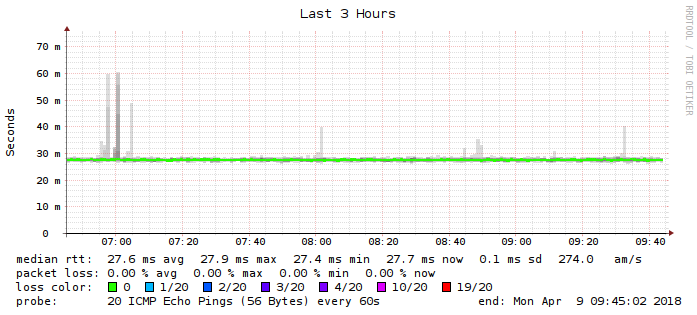 Last 3 Hours
RRDTOOL / TOBI OETIKER
Seconds
70 m
60 m
50 m
40 m
30 m
20 m
10 m
0
07:00 07:20 07:40 08:00 08:20 08:40 09:00 09:20 09:40
median rtt: 27.6 ms avg 27.9 ms max 27.4 ms min 27.7 ms now 0.1 ms sd 274.0 am/s
packet loss: 0.00 % avg 0.00 % max 0.00 % min 0.00 % now
loss color: 0 1/20 2/20 3/20 4/20 10/20 19/20
probe: 20 ICMP Echo Pings (56 Bytes) every 60s end: Mon Apr 9 09:45:02 2018